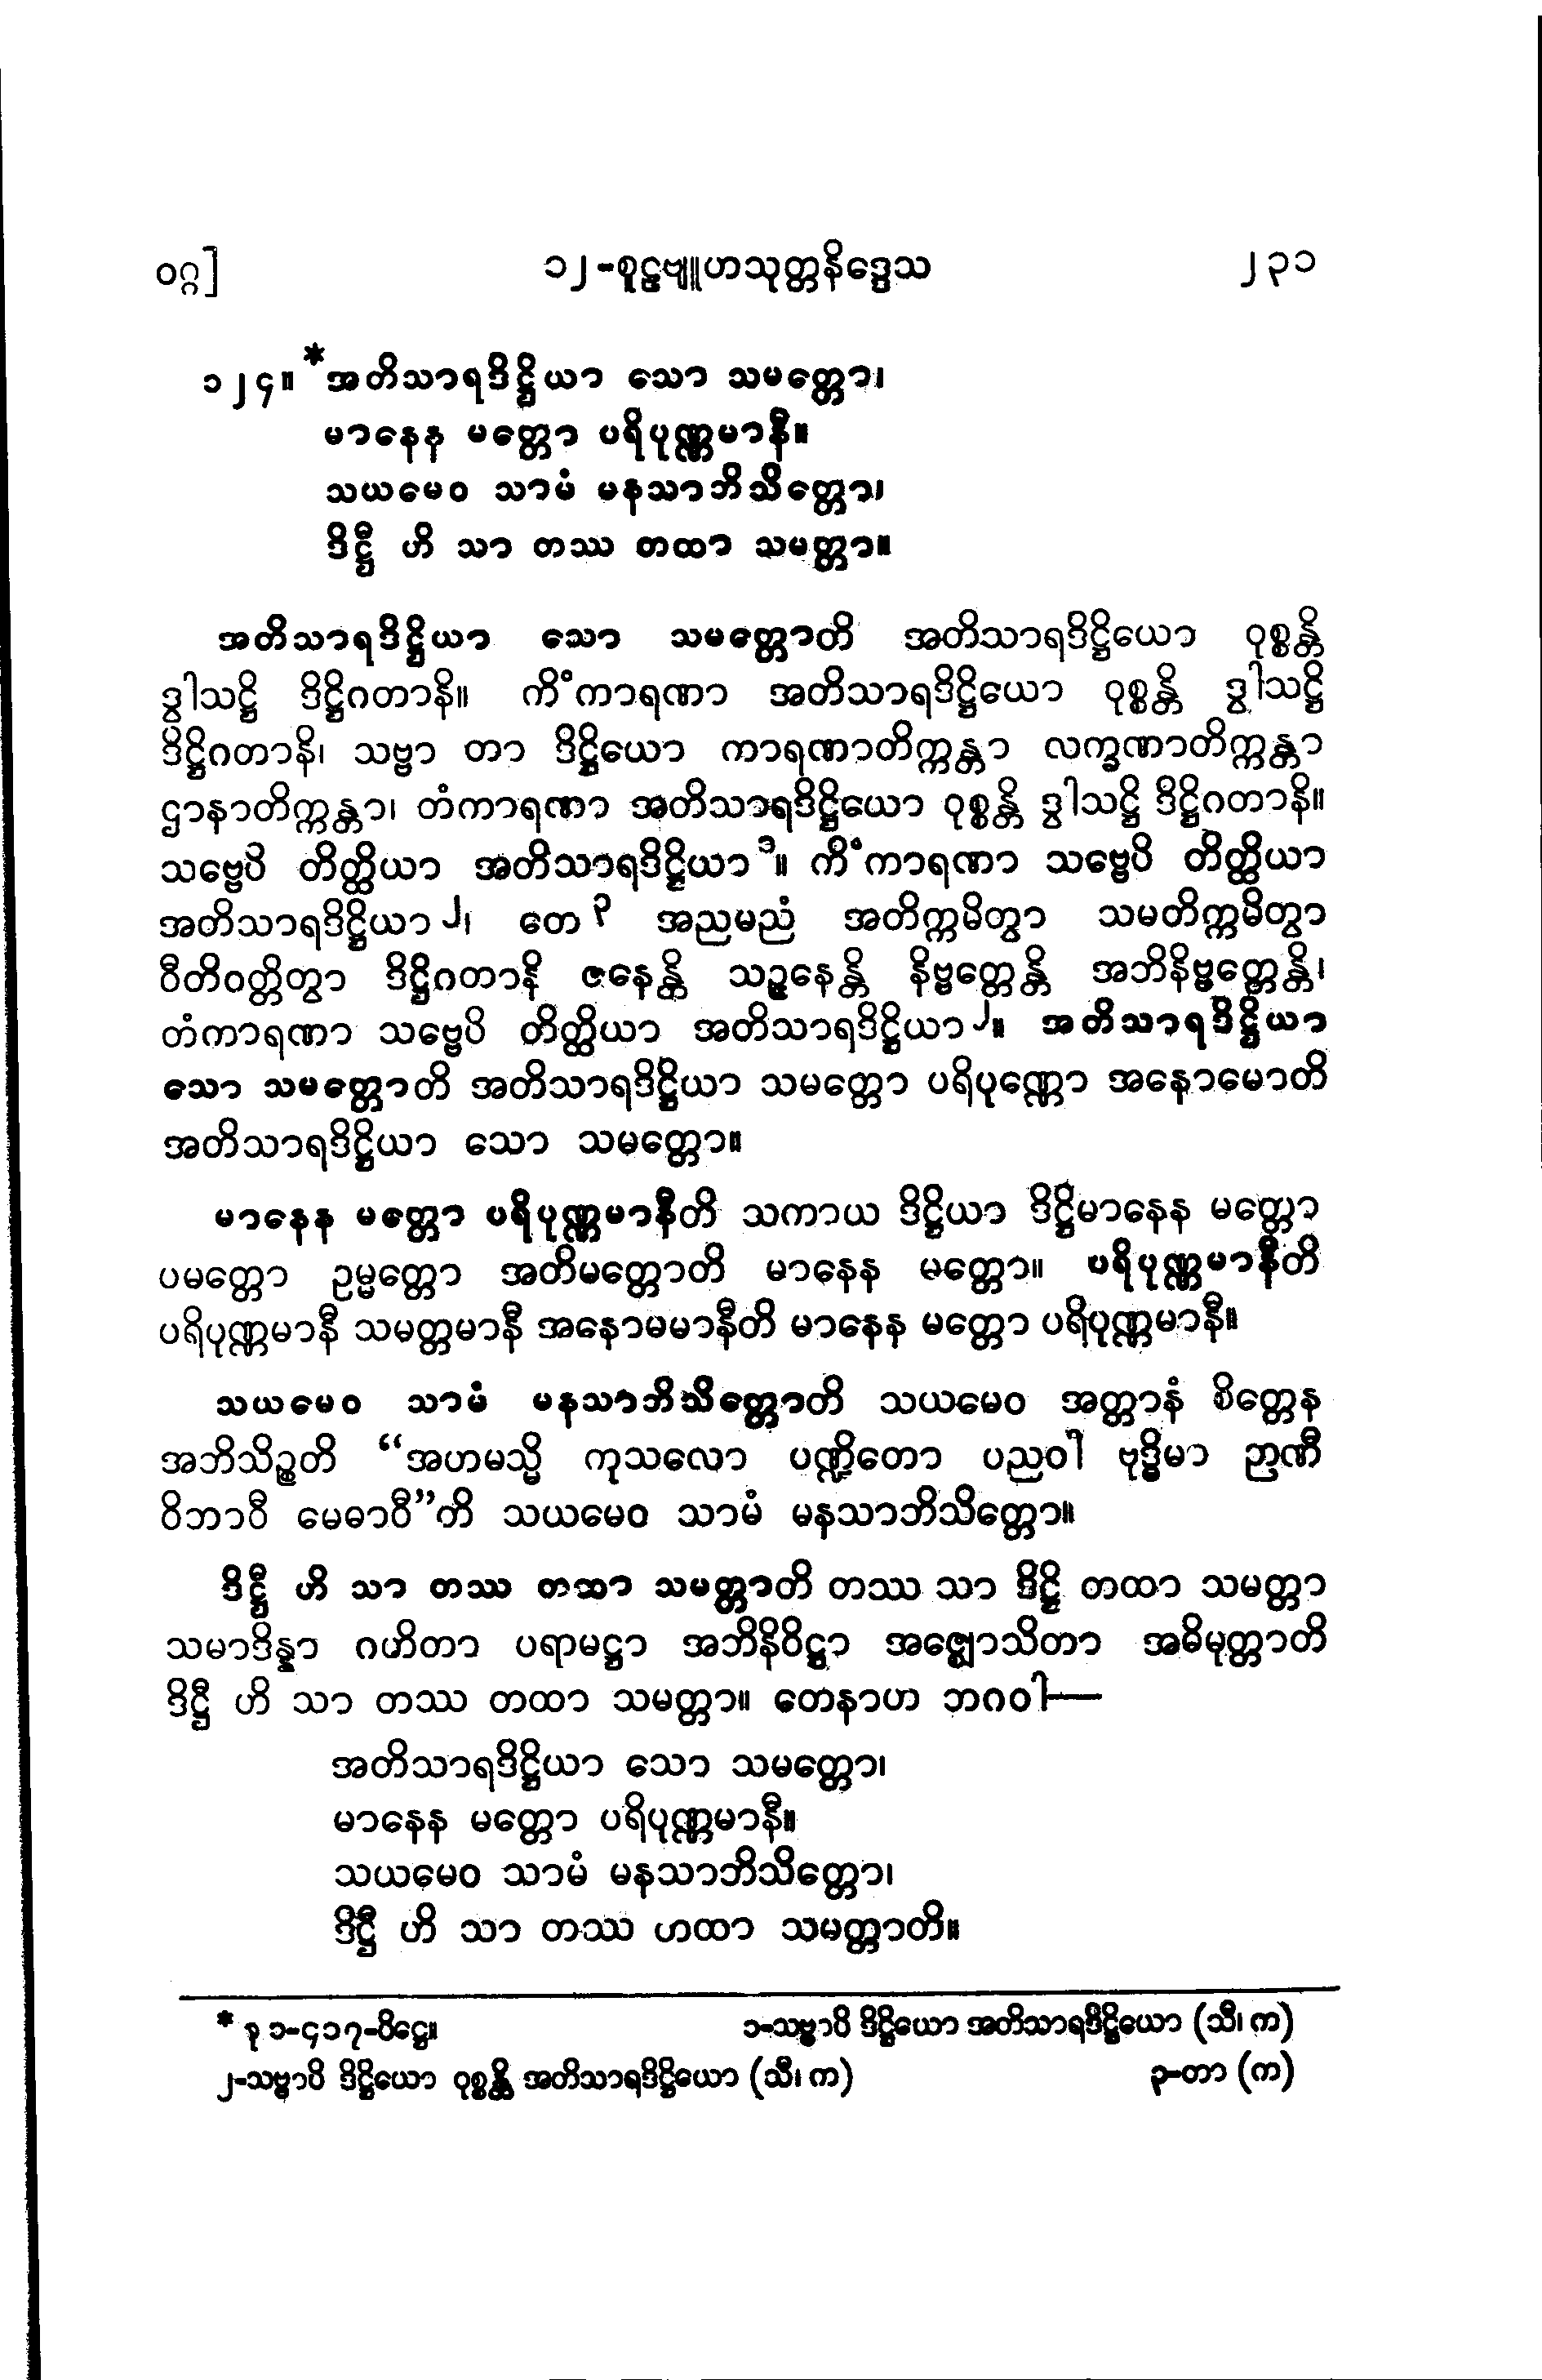 ၀ဂ္ဂ]
၁၂-စူဠဗျူဟသုတ္တနိဒ္ဒေသ
၂၃၁
၁၂၄။ *အတိသာရဒိဋ္ဌိယာ သော သမတ္တော၊
မာနေန မတ္တော ပရိပုဏ္ဏမာနီ။
သယမေဝ သာမံ မနသာဘိသိတ္တော၊
ဒိဋ္ဌီ ဟိ သာ တဿ တထာ သမတ္တာ။
အတိသာရဒိဋ္ဌိယာ သော သမတ္တောတိ အတိသာရဒိဋ္ဌိယော ဝုစ္စန္တိ
ဒွါသဋ္ဌိ ဒိဋ္ဌိဂတာနိ။ ကိံကာရဏာ အတိသာရဒိဋ္ဌိယော ဝုစ္စန္တိ ဒွါသဋ္ဌိ
ဒိဋ္ဌိဂတာနိ၊ သဗ္ဗာ တာ ဒိဋ္ဌိယော ကာရဏာတိက္ကန္တာ လက္ခဏာတိက္ကန္တာ
ဌာနာတိက္ကန္တာ၊ တံကာရဏာ အတိသာရဒိဋ္ဌိယော ဝုစ္စန္တိ ဒွါသဋ္ဌိ ဒိဋ္ဌိဂတာနိ။
သဗ္ဗေပိ တိတ္ထိယာ အတိသာရဒိဋ္ဌိယာ ၁။ ကိံကာရဏာ သဗ္ဗေပိ တိတ္ထိယာ
အတိသာရဒိဋ္ဌိယာ ၂၊ တေ ၃ အညမညံ အတိက္ကမိတွာ သမတိက္ကမိတွာ
ဝီတိဝတ္တိတွာ ဒိဋ္ဌိဂတာနိ ဇနေန္တိ သဉ္ဇနေန္တိ နိဗ္ဗတ္တေန္တိ အဘိနိဗ္ဗတ္တေန္တိ၊
တံကာရဏာ သဗ္ဗေပိ တိတ္ထိယာ အတိသာရဒိဋ္ဌိယာ ၂။ အတိသာရဒိဋ္ဌိယာ
သော သမတ္တောတိ အတိသာရဒိဋ္ဌိယာ သမတ္တော ပရိပုဏ္ဏော အနောမောတိ
အတိသာရဒိဋ္ဌိယာ သော သမတ္တော။
မာနေန မတ္တော ပရိပုဏ္ဏမာနီတိ သကာယ ဒိဋ္ဌိယာ ဒိဋ္ဌိမာနေန မတ္တော
ပမတ္တော ဥမ္မတ္တော အတိမတ္တောတိ မာနေန မတ္တော။ ပရိပုဏ္ဏမာနီတိ
ပရိပုဏ္ဏမာနီ သမတ္တမာနီ အနောမမာနီတိ မာနေန မတ္တော ပရိပုဏ္ဏမာနီ။
သယမေဝ သာမံ မနသာဘိသိတ္တောတိ သယမေဝ အတ္တာနံ စိတ္တေန
အဘိသိဉ္စတိ “အဟမသ္မိ ကုသလော ပဏ္ဍိတော ပညဝါ ဗုဒ္ဓိမာ ဉာဏီ
ဝိဘာဝီ မေဓာဝီ”ကိ သယမေဝ သာမံ မနသာဘိသိတ္တော။
ဒိဋ္ဌီ ဟိ သာ တဿ တထာ သမတ္တာတိ တဿ သာ ဒိဋ္ဌိ တထာ သမတ္တာ
သမာဒိန္နာ ဂဟိတာ ပရာမဋ္ဌာ အဘိနိဝိဋ္ဌာ အဇ္ဈောသိတာ အဓိမုတ္တာတိ
ဒိဋ္ဌီ ဟိ သာ တဿ တထာ သမတ္တာ။ တေနာဟ ဘဂဝါ—
အတိသာရဒိဋ္ဌိယာ သော သမတ္တော၊
မာနေန မတ္တော ပရိပုဏ္ဏမာနီ။
သယမေဝ သာမံ မနသာဘိသိတ္တော၊
ဒိဋ္ဌီ ဟိ သာ တဿ ဟထာ သမတ္တာတိ။
* ခု ၁-၄၁၇-ပိဋ္ဌေ။
၁-သဗ္ဗာပိ ဒိဋ္ဌိယော အတိသာရဒိဋ္ဌိယော (သီ၊ က)
၂-သဗ္ဗာပိ ဒိဋ္ဌိယော ဝုစ္စန္တိ အတိသာရဒိဋ္ဌိယော (သီ၊ က)
၃-တာ (က)